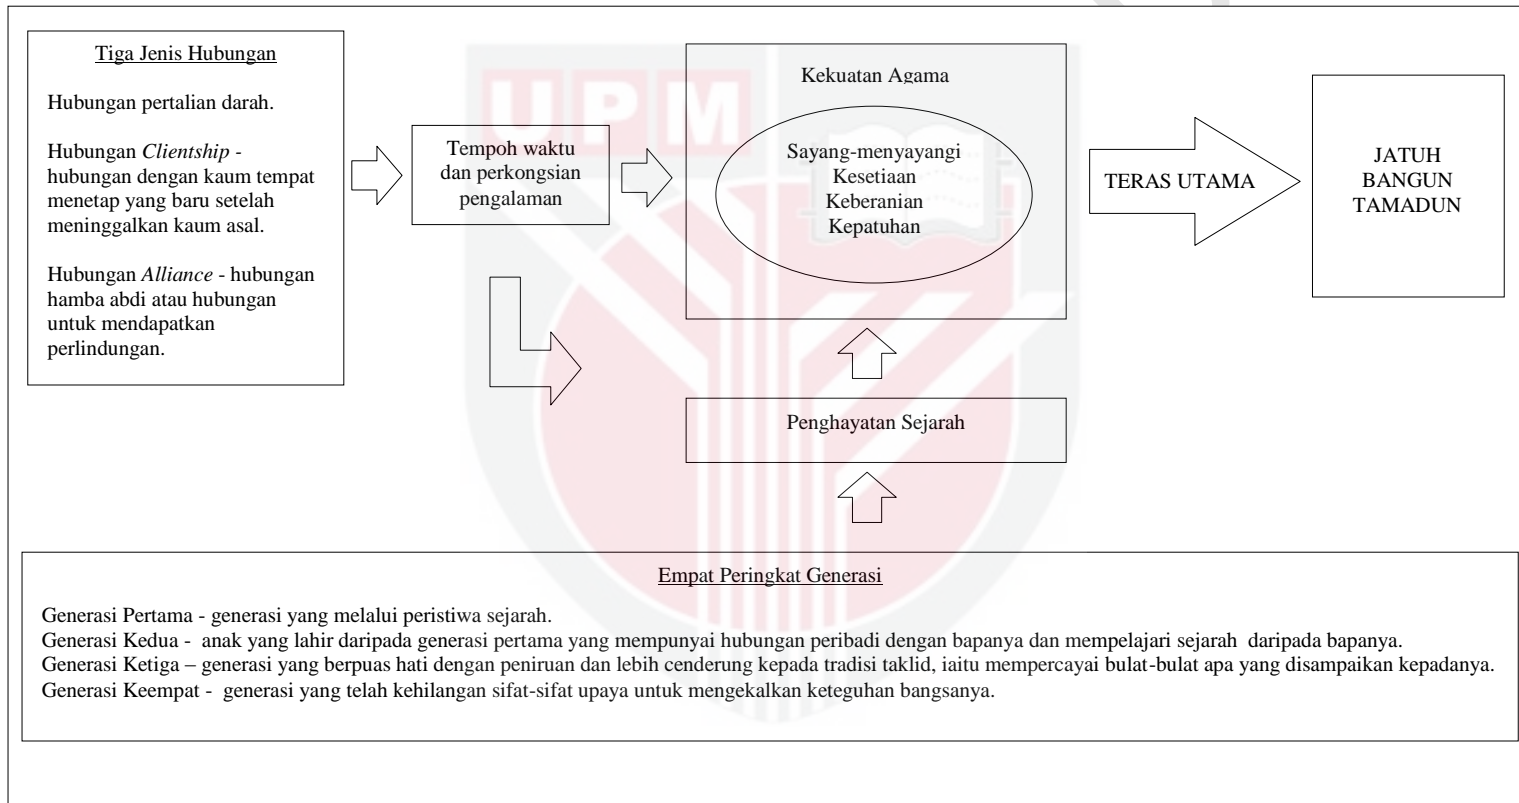 Tiga Jenis Hubungan
Hubungan pertalian darah.
Hubungan Clientship -
hubungan dengan kaum tempat
menetap yang baru setelah
meninggalkan kaum asal.
Hubungan Alliance - hubungan
hamba abdi atau hubungan
untuk mendapatkan
perlindungan.
Tempoh waktu
dan perkongsian
pengalaman
UPM
Kekuatan Agama
Sayang-menyayangi
Kesetiaan
Keberanian
Kepatuhan
TERAS UTAMA
JATUH
BANGUN
TAMADUN
Penghayatan Sejarah
Empat Peringkat Generasi
Generasi Pertama - generasi yang melalui peristiwa sejarah.
Generasi Kedua - anak yang lahir daripada generasi pertama yang mempunyai hubungan peribadi dengan bapanya dan mempelajari sejarah daripada bapanya.
Generasi Ketiga – generasi yang berpuas hati dengan peniruan dan lebih cenderung kepada tradisi taklid, iaitu mempercayai bulat-bulat apa yang disampaikan kepadanya.
Generasi Keempat - generasi yang telah kehilangan sifat-sifat upaya untuk mengekalkan keteguhan bangsanya.